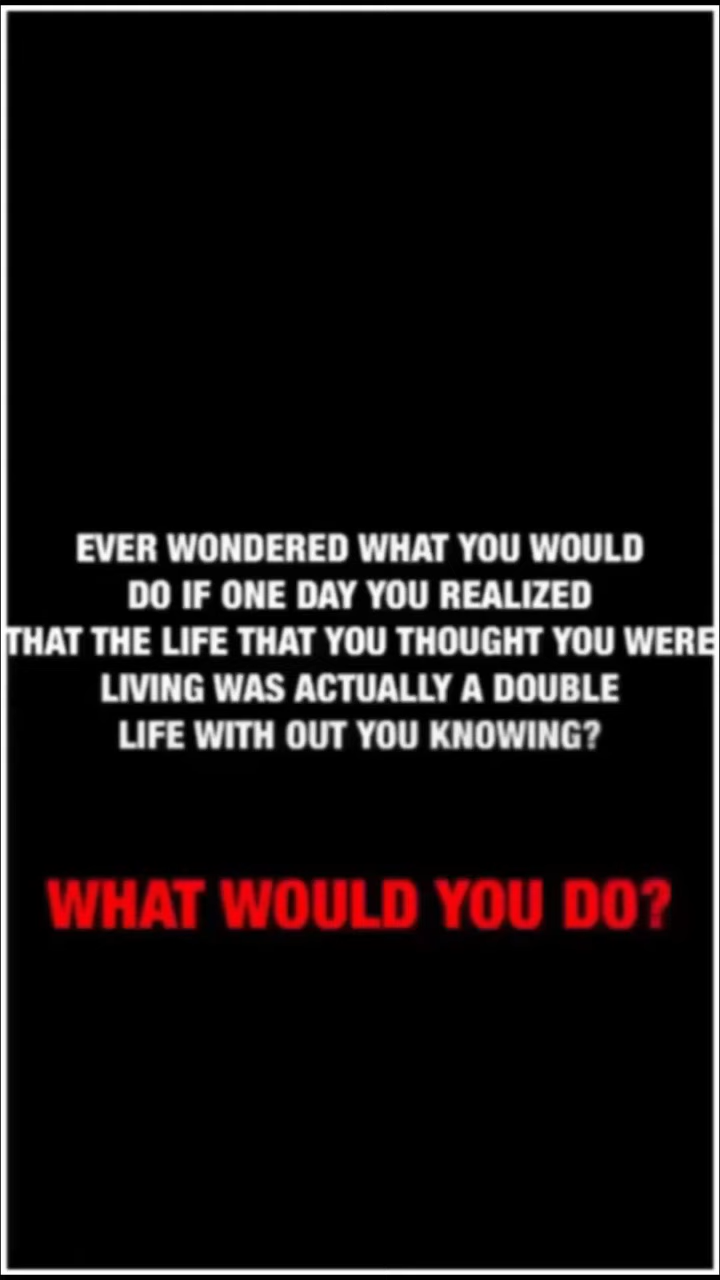 EVER WONDERED WHAT YOU WOULD
DO IF ONE DAY YOU REALIZED
THAT THE LIFE THAT YOU THOUGHT YOU WERE
LIVING WAS ACTUALLY A DOUBLE
LIFE WITH OUT YOU KNOWING?
WHAT WOULD YOU DO?